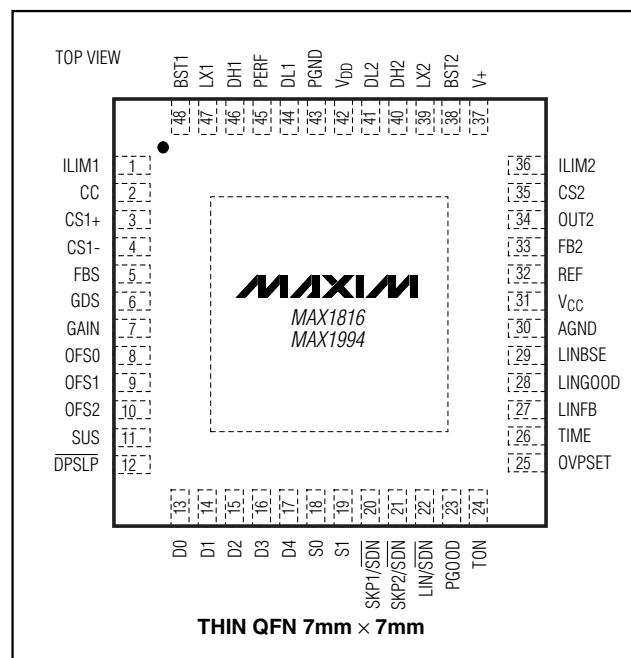 TOP VIEW
BST1 LX1 DH1 PERF DL1 PGND VDD DL2 DH2 LX2 BST2 V+
48 47 46 45 44 43 42 41 40 39 38 37
ILIM1 1
CC 2
CS1+ 3
CS1- 4
FBS 5
GDS 6
GAIN 7
OFS0 8
OFS1 9
OFS2 10
SUS 11
D̅P̅S̅L̅P̅ 12
MAXIM
MAX1816
MAX1994
36 ILIM2
35 CS2
34 OUT2
33 FB2
32 REF
31 VCC
30 AGND
29 LINBSE
28 LINGOOD
27 LINFB
26 TIME
25 OVPSET
13 14 15 16 17 18 19 20 21 22 23 24
D0 D1 D2 D3 D4 S0 S1 SKP1/S̅D̅N̅ SKP2/S̅D̅N̅ LIN/S̅D̅N̅ PGOOD TON
THIN QFN 7mm × 7mm